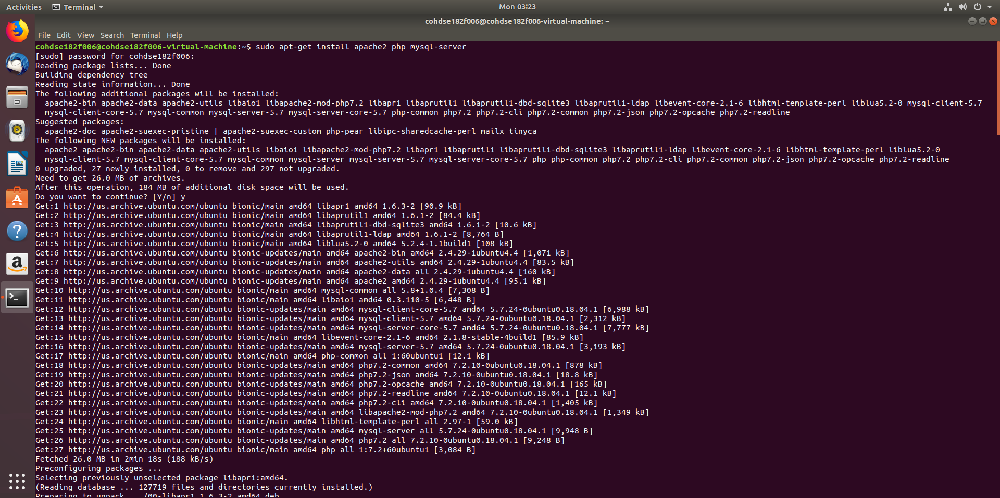 Activities
Terminal
Mon 03:23
cohdse182f006@cohdse182f006-virtual-machine: ~
File Edit View Search Terminal Help
cohdse182f006@cohdse182f006-virtual-machine:~$ sudo apt-get install apache2 php mysql-server
[sudo] password for cohdse182f006:
Reading package lists... Done
Building dependency tree
Reading state information... Done
The following additional packages will be installed:
apache2-bin apache2-data apache2-utils libaio1 libapache2-mod-php7.2 libapr1 libaprutil1 libaprutil1-dbd-sqlite3 libaprutil1-ldap libevent-core-2.1-6 libhtml-template-perl liblua5.2-0 mysql-client-5.7
mysql-client-core-5.7 mysql-common mysql-server-5.7 mysql-server-core-5.7 php-common php7.2 php7.2-cli php7.2-common php7.2-json php7.2-opcache php7.2-readline
Suggested packages:
apache2-doc apache2-suexec-pristine | apache2-suexec-custom php-pear libipc-sharedcache-perl mailx tinyca
The following NEW packages will be installed:
apache2 apache2-bin apache2-data apache2-utils libaio1 libapache2-mod-php7.2 libapr1 libaprutil1 libaprutil1-dbd-sqlite3 libaprutil1-ldap libevent-core-2.1-6 libhtml-template-perl liblua5.2-0
mysql-client-5.7 mysql-client-core-5.7 mysql-common mysql-server mysql-server-5.7 mysql-server-core-5.7 php php-common php7.2 php7.2-cli php7.2-common php7.2-json php7.2-opcache php7.2-readline
0 upgraded, 27 newly installed, 0 to remove and 297 not upgraded.
Need to get 26.0 MB of archives.
After this operation, 184 MB of additional disk space will be used.
Do you want to continue? [Y/n] y
Get:1 http://us.archive.ubuntu.com/ubuntu bionic/main amd64 libapr1 amd64 1.6.3-2 [90.9 kB]
Get:2 http://us.archive.ubuntu.com/ubuntu bionic/main amd64 libaprutil1 amd64 1.6.1-2 [84.4 kB]
Get:3 http://us.archive.ubuntu.com/ubuntu bionic/main amd64 libaprutil1-dbd-sqlite3 amd64 1.6.1-2 [10.6 kB]
Get:4 http://us.archive.ubuntu.com/ubuntu bionic/main amd64 libaprutil1-ldap amd64 1.6.1-2 [8,764 B]
Get:5 http://us.archive.ubuntu.com/ubuntu bionic/main amd64 liblua5.2-0 amd64 5.2.4-1.1build1 [108 kB]
Get:6 http://us.archive.ubuntu.com/ubuntu bionic-updates/main amd64 apache2-bin amd64 2.4.29-1ubuntu4.4 [1,071 kB]
Get:7 http://us.archive.ubuntu.com/ubuntu bionic-updates/main amd64 apache2-utils amd64 2.4.29-1ubuntu4.4 [83.5 kB]
Get:8 http://us.archive.ubuntu.com/ubuntu bionic-updates/main amd64 apache2-data all 2.4.29-1ubuntu4.4 [160 kB]
Get:9 http://us.archive.ubuntu.com/ubuntu bionic-updates/main amd64 apache2 amd64 2.4.29-1ubuntu4.4 [95.1 kB]
Get:10 http://us.archive.ubuntu.com/ubuntu bionic/main amd64 mysql-common all 5.8+1.0.4 [7,308 B]
Get:11 http://us.archive.ubuntu.com/ubuntu bionic/main amd64 libaio1 amd64 0.3.110-5 [6,448 B]
Get:12 http://us.archive.ubuntu.com/ubuntu bionic-updates/main amd64 mysql-client-core-5.7 amd64 5.7.24-0ubuntu0.18.04.1 [6,988 kB]
Get:13 http://us.archive.ubuntu.com/ubuntu bionic-updates/main amd64 mysql-client-5.7 amd64 5.7.24-0ubuntu0.18.04.1 [2,312 kB]
Get:14 http://us.archive.ubuntu.com/ubuntu bionic-updates/main amd64 mysql-server-core-5.7 amd64 5.7.24-0ubuntu0.18.04.1 [7,777 kB]
Get:15 http://us.archive.ubuntu.com/ubuntu bionic/main amd64 libevent-core-2.1-6 amd64 2.1.8-stable-4build1 [85.9 kB]
Get:16 http://us.archive.ubuntu.com/ubuntu bionic-updates/main amd64 mysql-server-5.7 amd64 5.7.24-0ubuntu0.18.04.1 [3,193 kB]
Get:17 http://us.archive.ubuntu.com/ubuntu bionic/main amd64 php-common all 1:60ubuntu1 [12.1 kB]
Get:18 http://us.archive.ubuntu.com/ubuntu bionic-updates/main amd64 php7.2-common amd64 7.2.10-0ubuntu0.18.04.1 [878 kB]
Get:19 http://us.archive.ubuntu.com/ubuntu bionic-updates/main amd64 php7.2-json amd64 7.2.10-0ubuntu0.18.04.1 [18.8 kB]
Get:20 http://us.archive.ubuntu.com/ubuntu bionic-updates/main amd64 php7.2-opcache amd64 7.2.10-0ubuntu0.18.04.1 [165 kB]
Get:21 http://us.archive.ubuntu.com/ubuntu bionic-updates/main amd64 php7.2-readline amd64 7.2.10-0ubuntu0.18.04.1 [12.1 kB]
Get:22 http://us.archive.ubuntu.com/ubuntu bionic-updates/main amd64 php7.2-cli amd64 7.2.10-0ubuntu0.18.04.1 [1,405 kB]
Get:23 http://us.archive.ubuntu.com/ubuntu bionic-updates/main amd64 libapache2-mod-php7.2 amd64 7.2.10-0ubuntu0.18.04.1 [1,349 kB]
Get:24 http://us.archive.ubuntu.com/ubuntu bionic/main amd64 libhtml-template-perl all 2.97-1 [59.0 kB]
Get:25 http://us.archive.ubuntu.com/ubuntu bionic-updates/main amd64 mysql-server all 5.7.24-0ubuntu0.18.04.1 [9,948 B]
Get:26 http://us.archive.ubuntu.com/ubuntu bionic-updates/main amd64 php7.2 all 7.2.10-0ubuntu0.18.04.1 [9,248 B]
Get:27 http://us.archive.ubuntu.com/ubuntu bionic/main amd64 php all 1:7.2+60ubuntu1 [3,084 B]
Fetched 26.0 MB in 2min 18s (188 kB/s)
Preconfiguring packages ...
Selecting previously unselected package libapr1:amd64.
(Reading database ... 127719 files and directories currently installed.)
Preparing to unpack .../00-libapr1_1.6.3-2_amd64.deb